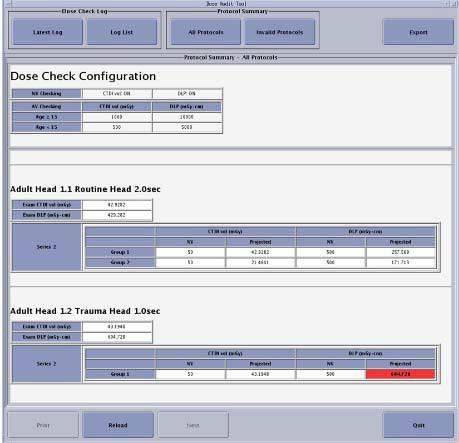 Dose Audit Tool
Dose Check Log
Protocol Summary
Latest Log
Log List
All Protocols
Invalid Protocols
Export
Protocol Summary - All Protocols
Dose Check Configuration
NV Checking CTDI vol: ON DLP: ON
AV Checking CTDI vol (mGy) DLP (mGy-cm)
Age ≥ 15 1000 10000
Age < 15 500 5000
Adult Head 1.1 Routine Head 2.0sec
Exam CTDI vol (mGy) 42.9282
Exam DLP (mGy-cm) 429.282
Series 2
CTDI vol (mGy) DLP (mGy-cm)
NV Projected NV Projected
Group 1 50 500 257.569
Group 2 50 21.4641 500 171.713
Adult Head 1.2 Trauma Head 1.0sec
Exam CTDI vol (mGy) 43.1948
Exam DLP (mGy-cm) 604.728
Series 2
CTDI vol (mGy) DLP (mGy-cm)
NV Projected NV Projected
Group 1 50 43.1948 500 604.728
Print
Reload
Next
Quit